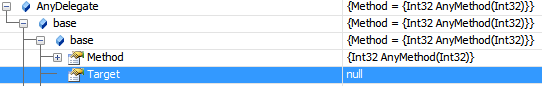 AnyDelegate {Method = {Int32 AnyMethod(Int32)}}
base {Method = {Int32 AnyMethod(Int32)}}
base {Method = {Int32 AnyMethod(Int32)}}
Method {Int32 AnyMethod(Int32)}
Target null